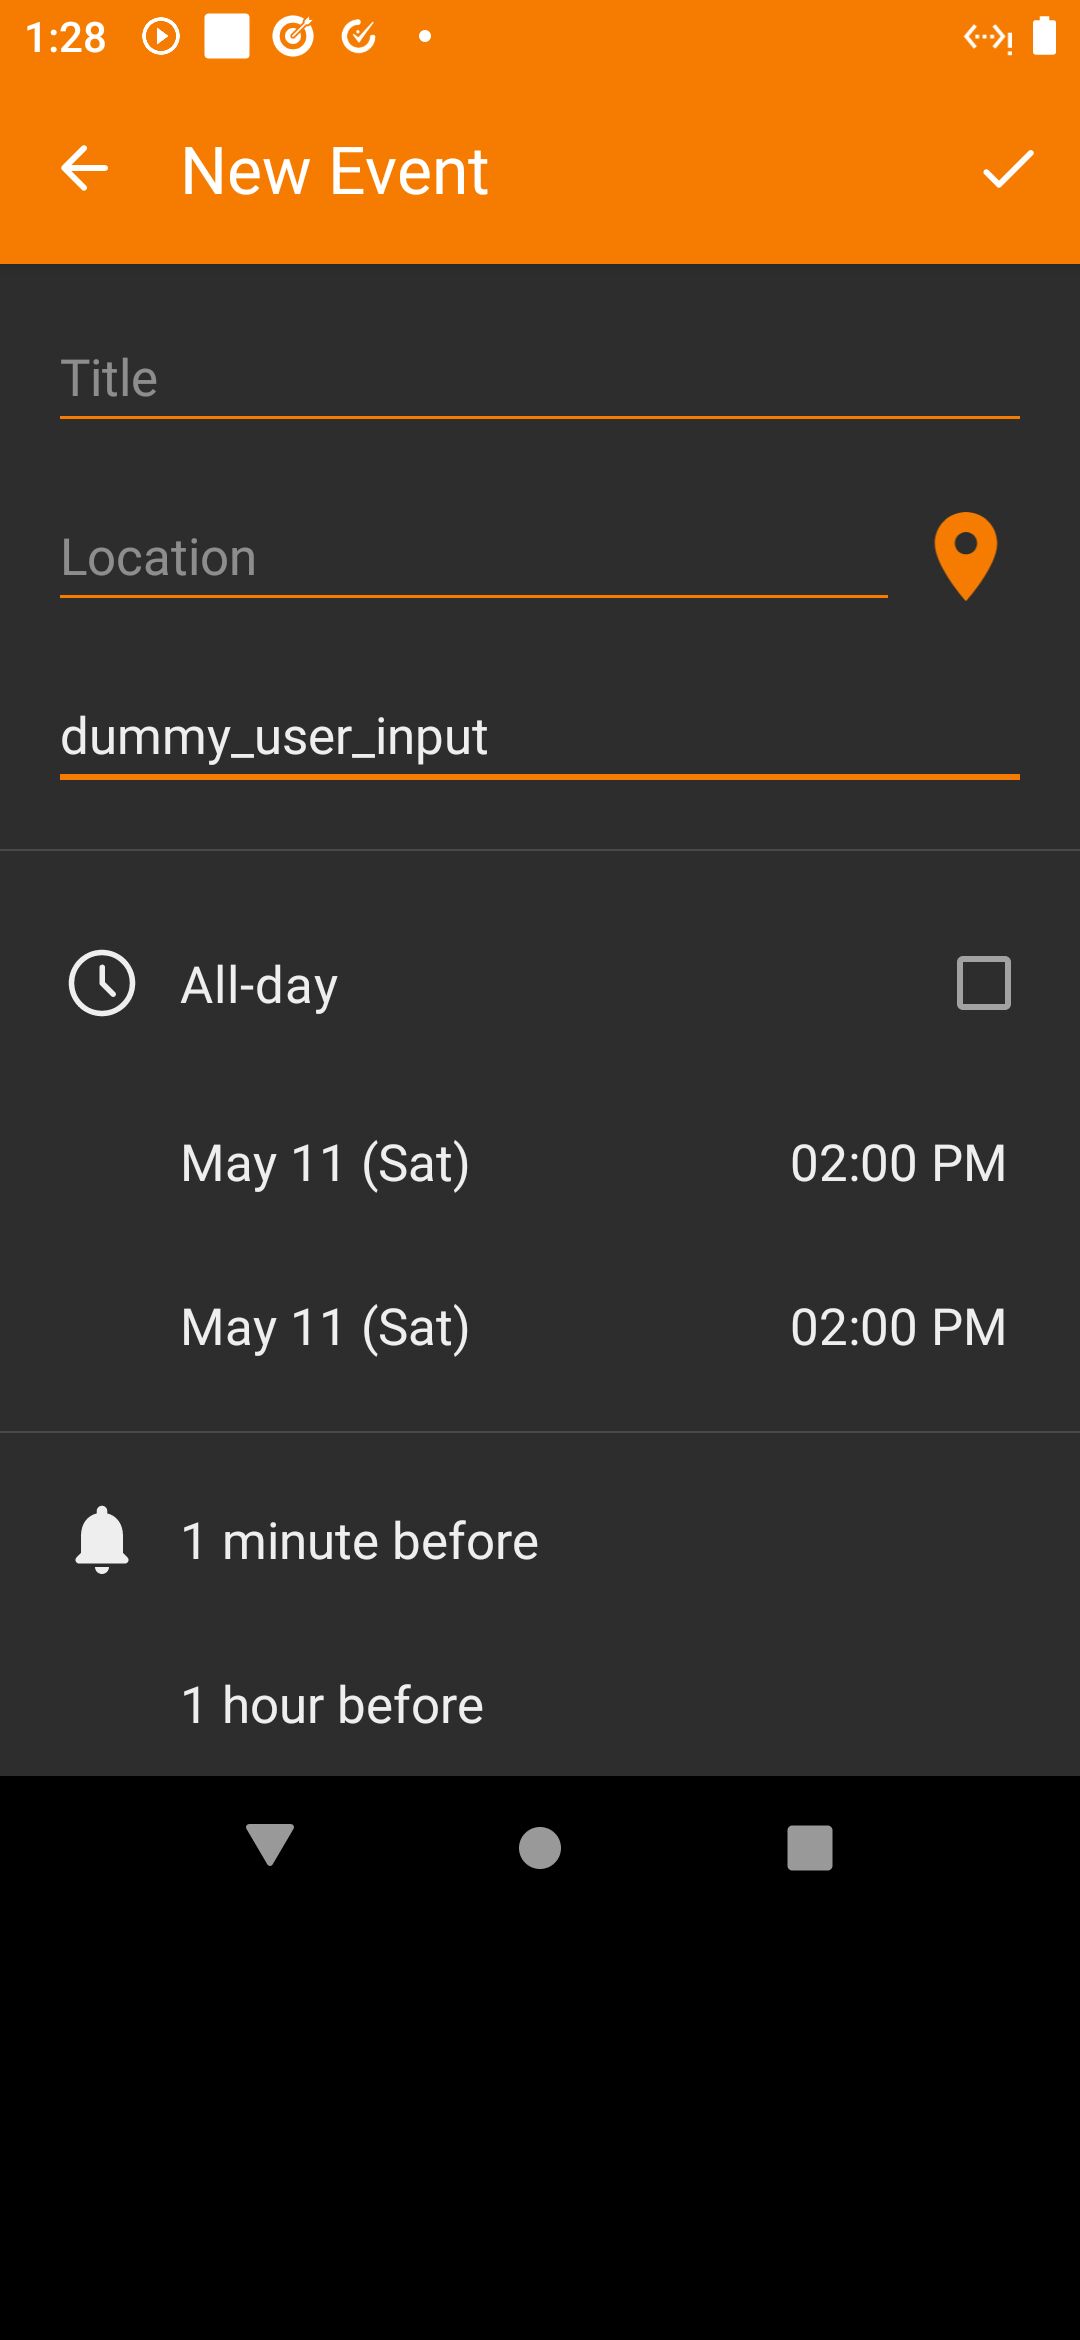 1:28
New Event
Title
Location
dummy_user_input
All-day
May 11 (Sat) 02:00 PM
May 11 (Sat) 02:00 PM
1 minute before
1 hour before